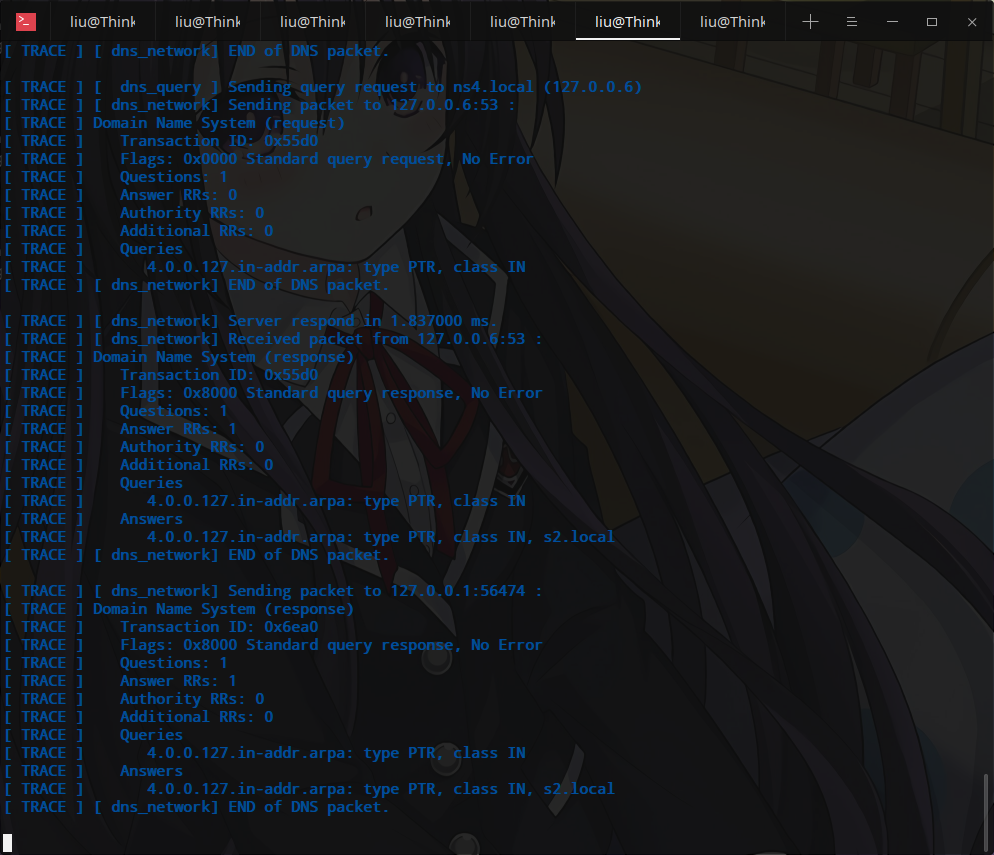 liu@Think liu@Think liu@Think liu@Think liu@Think liu@Think liu@Think
[ TRACE ] [ dns_network] END of DNS packet.
[ TRACE ] [  dns_query ] Sending query request to ns4.local (127.0.0.6)
[ TRACE ] [ dns_network] Sending packet to 127.0.0.6:53 :
[ TRACE ] Domain Name System (request)
[ TRACE ]    Transaction ID: 0x55d0
[ TRACE ]    Flags: 0x0000 Standard query request, No Error
[ TRACE ]    Questions: 1
[ TRACE ]    Answer RRs: 0
[ TRACE ]    Authority RRs: 0
[ TRACE ]    Additional RRs: 0
[ TRACE ]    Queries
[ TRACE ]       4.0.0.127.in-addr.arpa: type PTR, class IN
[ TRACE ] [ dns_network] END of DNS packet.
[ TRACE ] [ dns_network] Server respond in 1.837000 ms.
[ TRACE ] [ dns_network] Received packet from 127.0.0.6:53 :
[ TRACE ] Domain Name System (response)
[ TRACE ]    Transaction ID: 0x55d0
[ TRACE ]    Flags: 0x8000 Standard query response, No Error
[ TRACE ]    Questions: 1
[ TRACE ]    Answer RRs: 1
[ TRACE ]    Authority RRs: 0
[ TRACE ]    Additional RRs: 0
[ TRACE ]    Queries
[ TRACE ]       4.0.0.127.in-addr.arpa: type PTR, class IN
[ TRACE ]    Answers
[ TRACE ]       4.0.0.127.in-addr.arpa: type PTR, class IN, s2.local
[ TRACE ] [ dns_network] END of DNS packet.
[ TRACE ] [ dns_network] Sending packet to 127.0.0.1:56474 :
[ TRACE ] Domain Name System (response)
[ TRACE ]    Transaction ID: 0x6ea0
[ TRACE ]    Flags: 0x8000 Standard query response, No Error
[ TRACE ]    Questions: 1
[ TRACE ]    Answer RRs: 1
[ TRACE ]    Authority RRs: 0
[ TRACE ]    Additional RRs: 0
[ TRACE ]    Queries
[ TRACE ]       4.0.0.127.in-addr.arpa: type PTR, class IN
[ TRACE ]    Answers
[ TRACE ]       4.0.0.127.in-addr.arpa: type PTR, class IN, s2.local
[ TRACE ] [ dns_network] END of DNS packet.